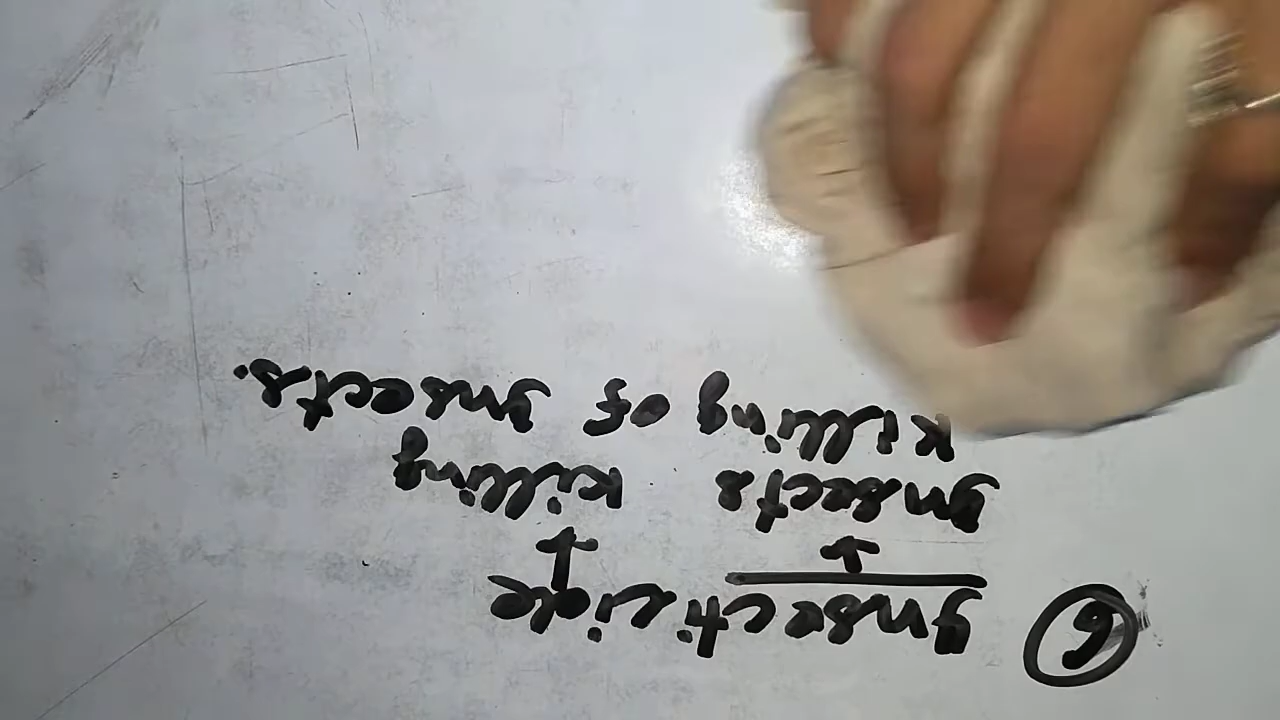 6 Insecticide
↓ ↓
Insects killing
killing of Insects.